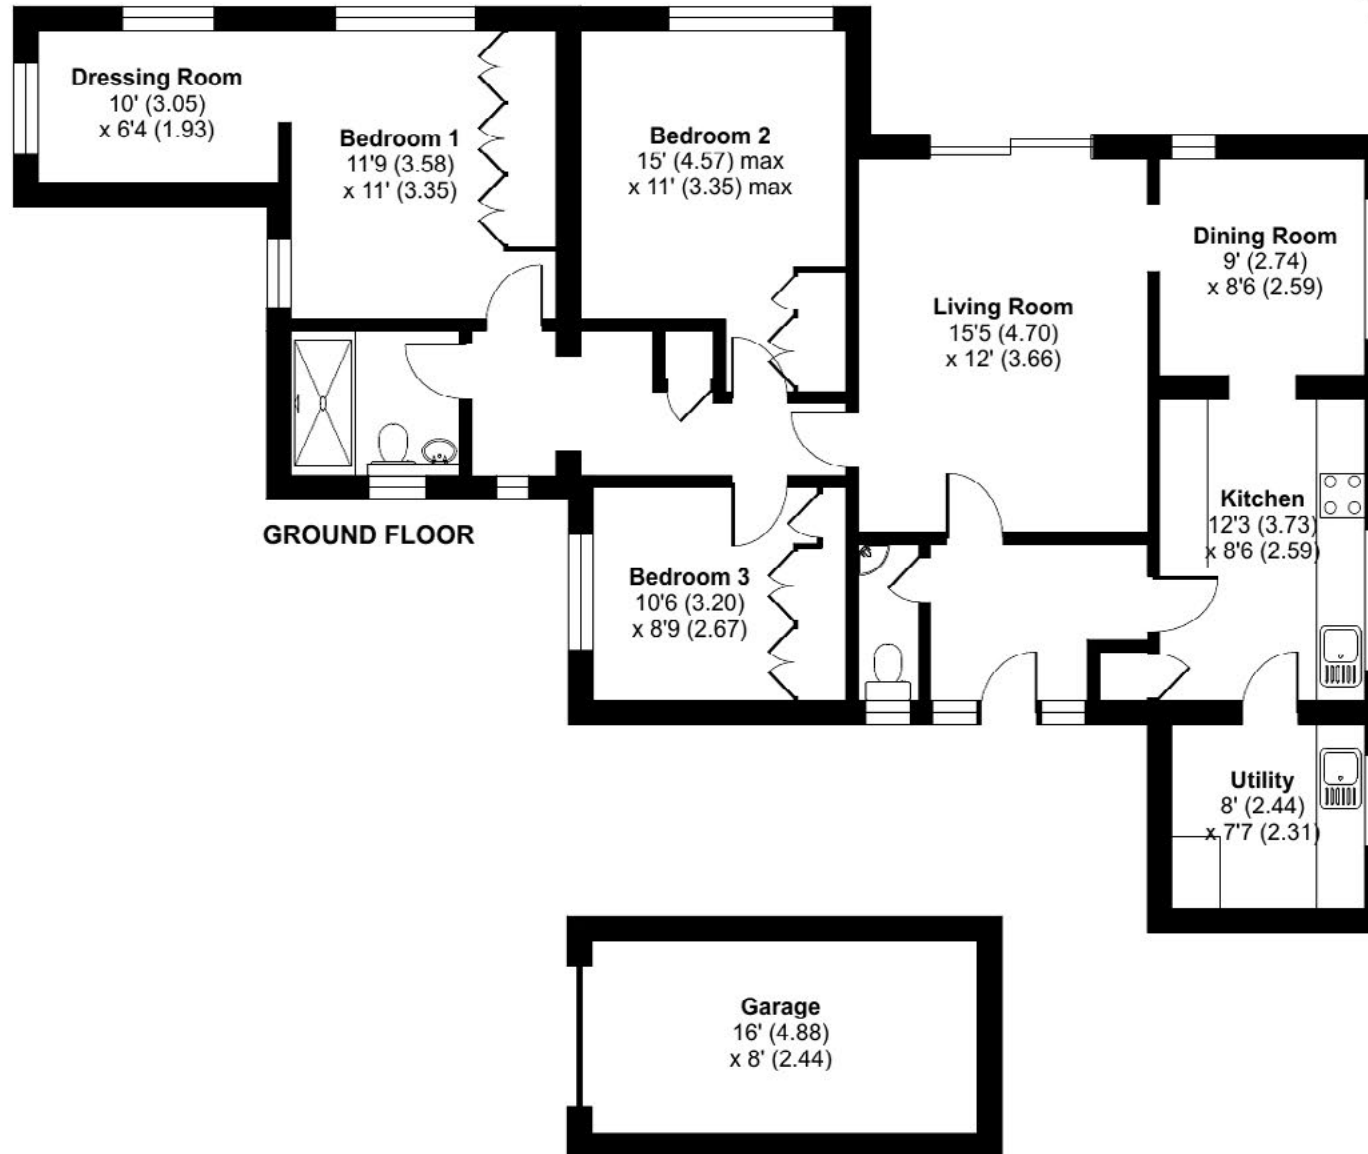 Dressing Room
10' (3.05)
x 6'4 (1.93)
Bedroom 1
11'9 (3.58)
x 11' (3.35)
Bedroom 2
15' (4.57) max
x 11' (3.35) max
Living Room
15'5 (4.70)
x 12' (3.66)
Dining Room
9' (2.74)
x 8'6 (2.59)
Kitchen
12'3 (3.73)
x 8'6 (2.59)
GROUND FLOOR
Bedroom 3
10'6 (3.20)
x 8'9 (2.67)
Utility
8' (2.44)
x 7'7 (2.31)
Garage
16' (4.88)
x 8' (2.44)